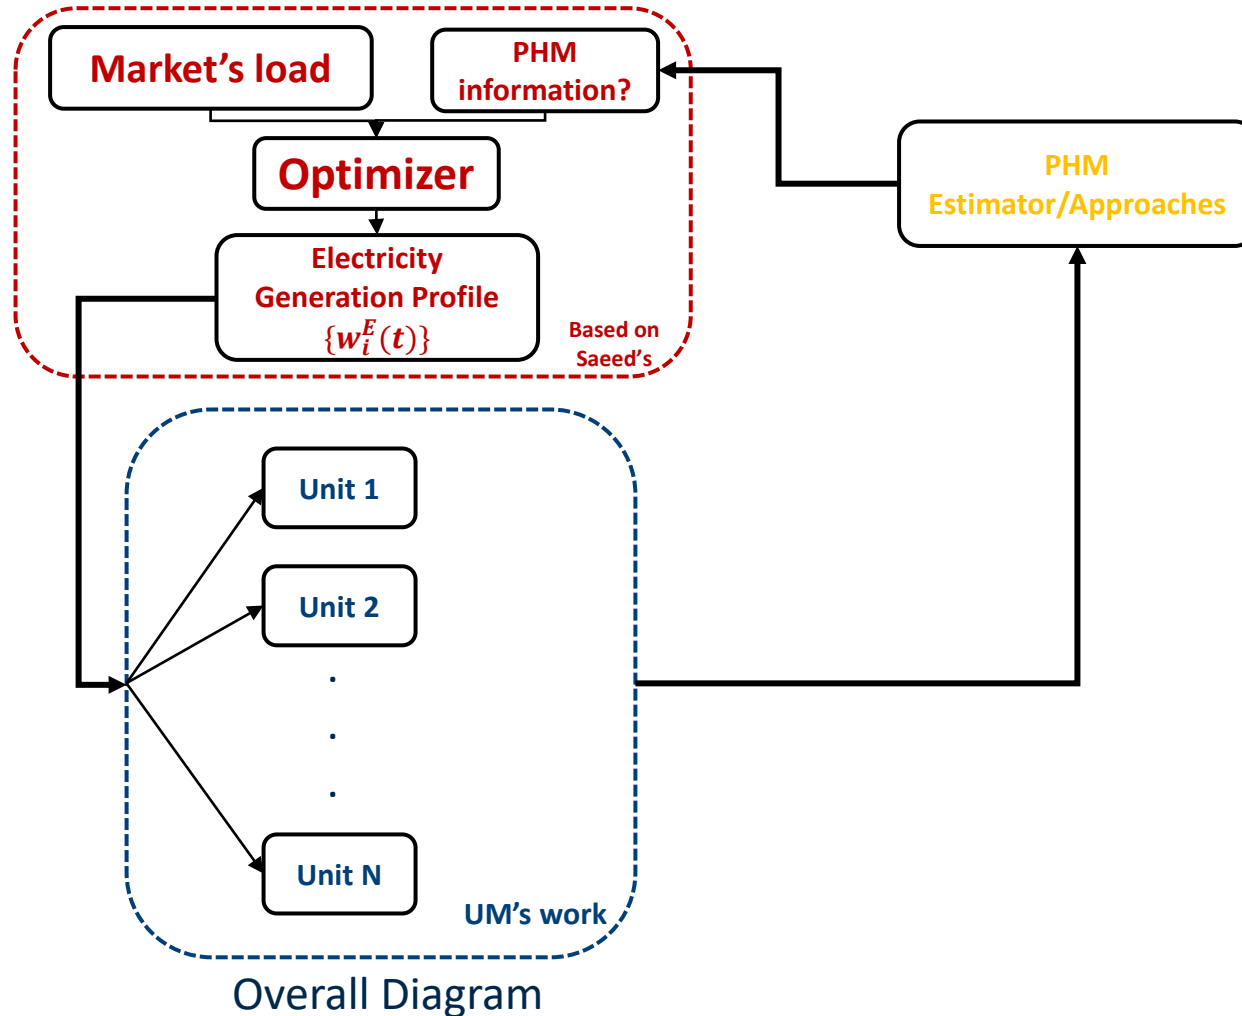 Market’s load
PHM
information?
Optimizer
Electricity
Generation Profile
{𝒘ᵢᴱ(𝒕)}
Based on
Saeed’s
PHM
Estimator/Approaches
Unit 1
Unit 2
.
.
.
Unit N
UM’s work
Overall Diagram